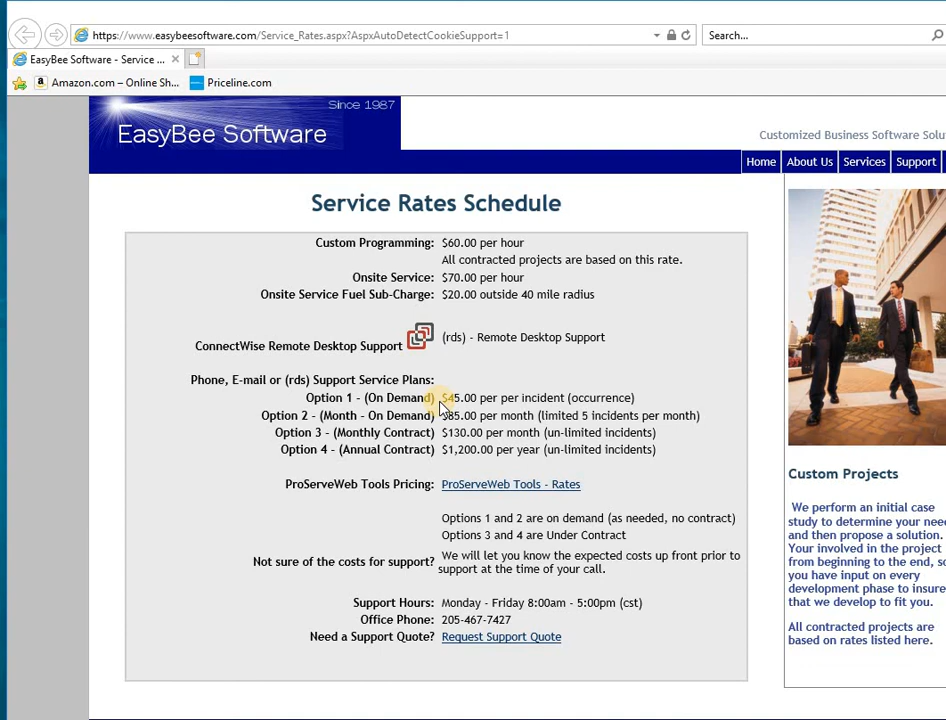 https://www.easybeesoftware.com/Service_Rates.aspx?AspxAutoDetectCookieSupport=1
Search...
EasyBee Software - Service ...
Amazon.com – Online Sh...
Priceline.com
Since 1987
EasyBee Software
Customized Business Software Solu
Home
About Us
Services
Support
Service Rates Schedule
Custom Programming: $60.00 per hour
All contracted projects are based on this rate.
Onsite Service: $70.00 per hour
Onsite Service Fuel Sub-Charge: $20.00 outside 40 mile radius
ConnectWise Remote Desktop Support (rds) - Remote Desktop Support
Phone, E-mail or (rds) Support Service Plans:
Option 1 - (On Demand) $45.00 per per incident (occurrence)
Option 2 - (Month - On Demand) $85.00 per month (limited 5 incidents per month)
Option 3 - (Monthly Contract) $130.00 per month (un-limited incidents)
Option 4 - (Annual Contract) $1,200.00 per year (un-limited incidents)
ProServeWeb Tools Pricing: ProServeWeb Tools - Rates
Options 1 and 2 are on demand (as needed, no contract)
Options 3 and 4 are Under Contract
Not sure of the costs for support? We will let you know the expected costs up front prior to
support at the time of your call.
Support Hours: Monday - Friday 8:00am - 5:00pm (cst)
Office Phone: 205-467-7427
Need a Support Quote? Request Support Quote
Custom Projects
We perform an initial case
study to determine your nee
and then propose a solution.
Your involved in the project
from beginning to the end, so
you have input on every
development phase to insure
that we develop to fit you.
All contracted projects are
based on rates listed here.